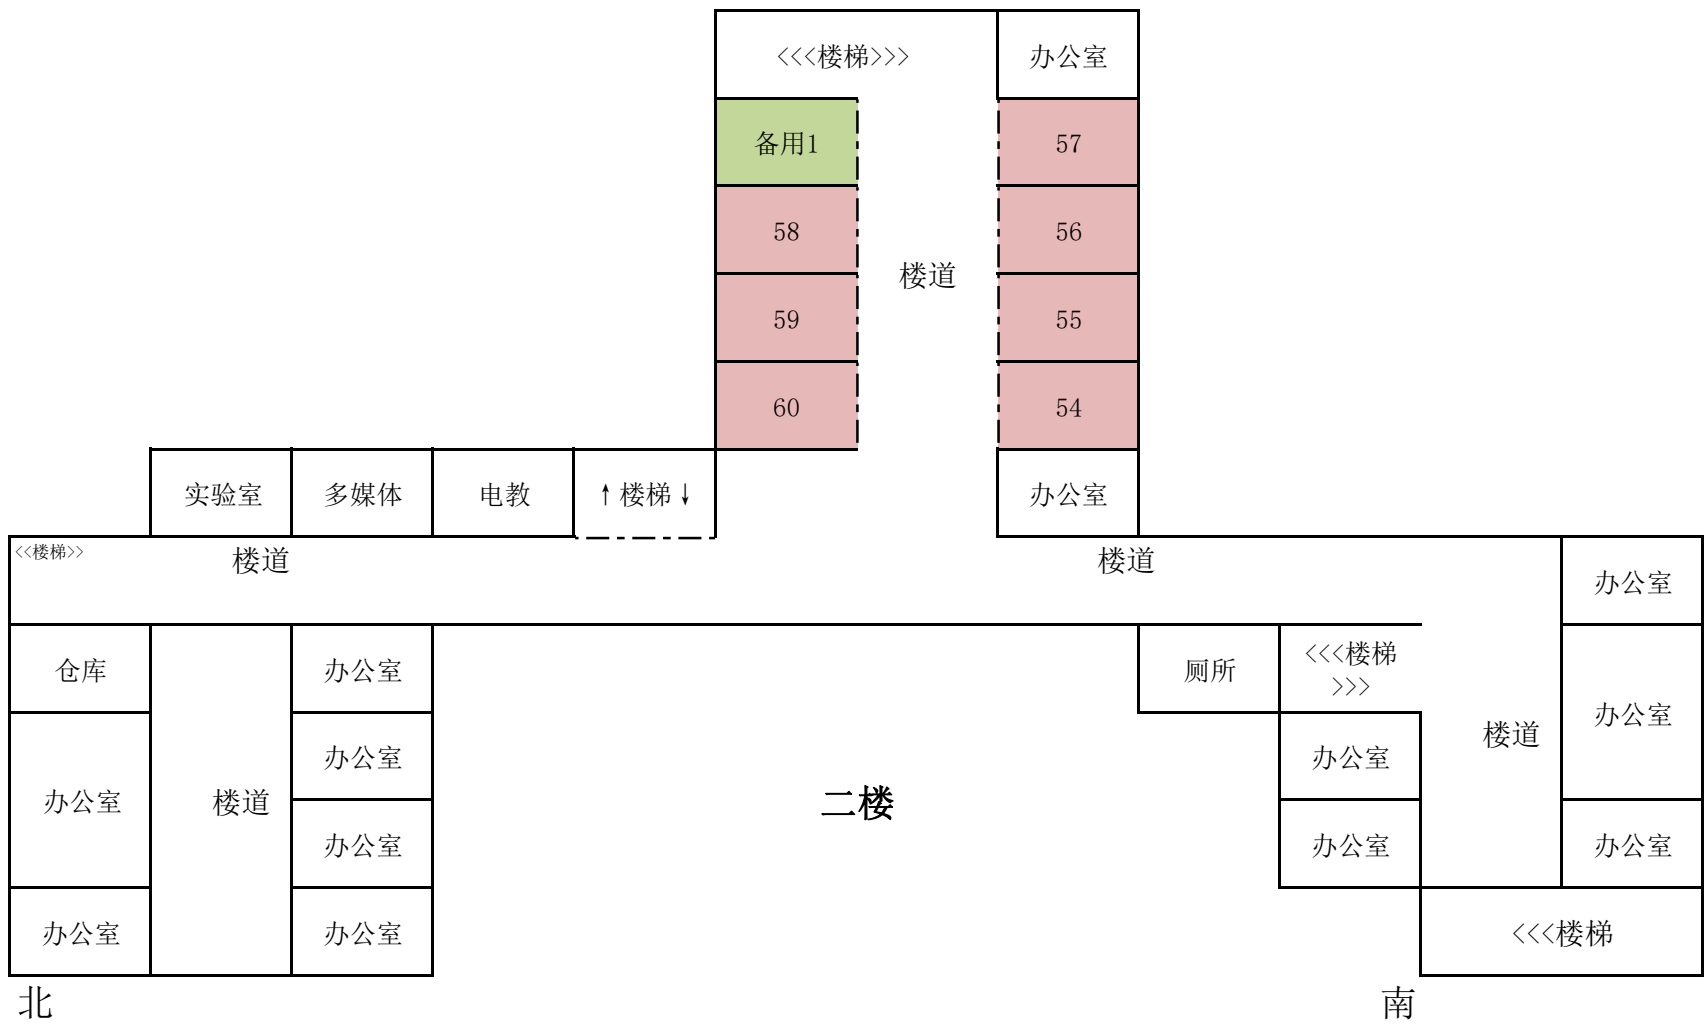 <<<楼梯>>>
办公室
备用1
57
58
56
楼道
59
55
60
54
实验室
多媒体
电教
↑楼梯↓
办公室
<<楼梯>>
楼道
楼道
办公室
仓库
办公室
厕所
<<<楼梯
>>>
办公室
楼道
办公室
办公室
办公室
楼道
二楼
办公室
办公室
办公室
办公室
办公室
<<<楼梯
北
南